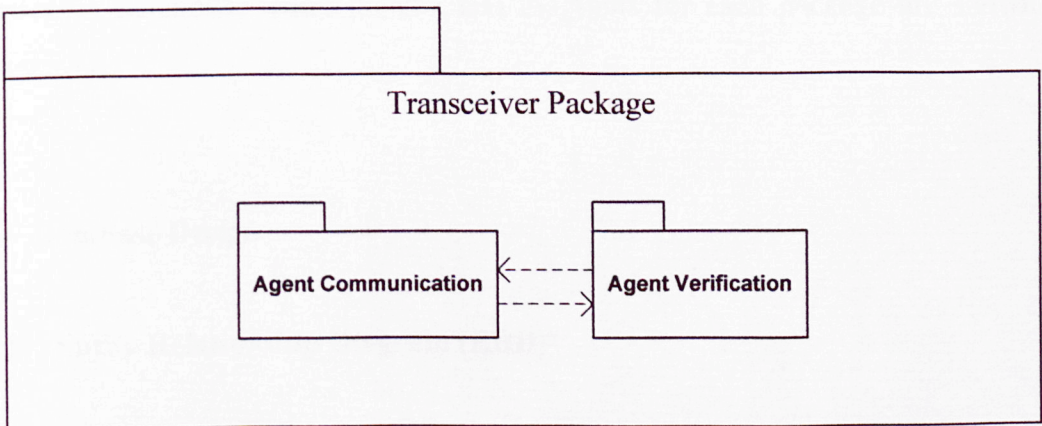 Transceiver Package
Agent Communication
Agent Verification